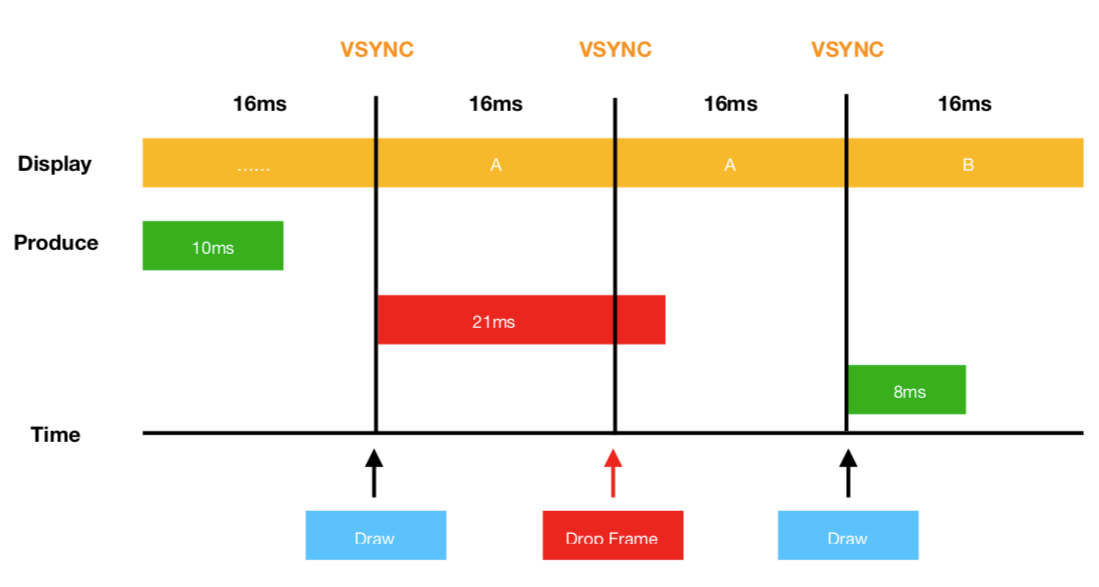 VSYNC VSYNC VSYNC
16ms 16ms 16ms 16ms
Display ...... A A B
Produce 10ms
21ms
8ms
Time
Draw Drop Frame Draw